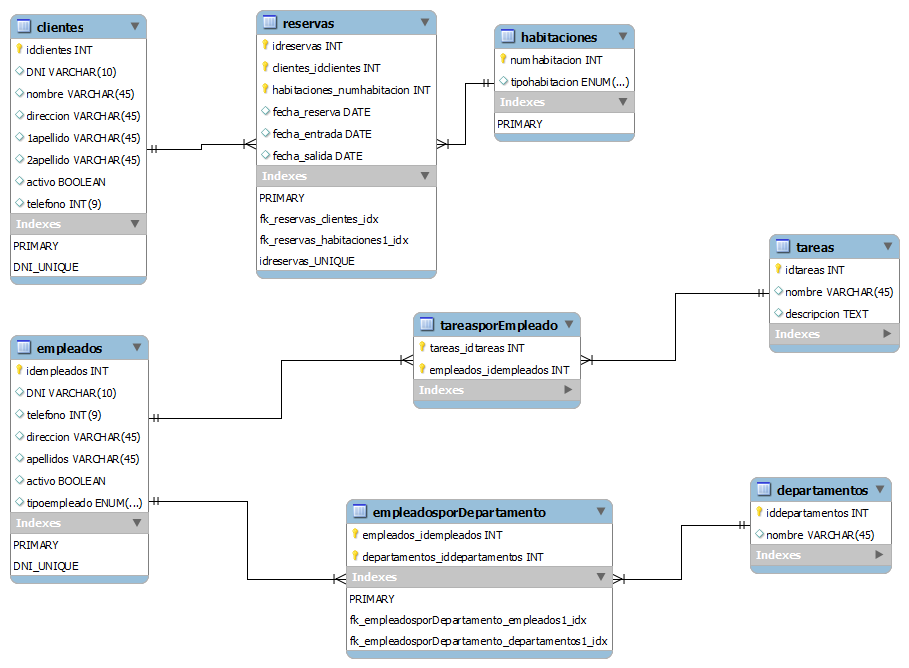 clientes
idclientes INT
DNI VARCHAR(10)
nombre VARCHAR(45)
direccion VARCHAR(45)
1apellido VARCHAR(45)
2apellido VARCHAR(45)
activo BOOLEAN
telefono INT(9)
Indexes
PRIMARY
DNI_UNIQUE
reservas
idreservas INT
clientes_idclientes INT
habitaciones_numhabitacion INT
fecha_reserva DATE
fecha_entrada DATE
fecha_salida DATE
Indexes
PRIMARY
fk_reservas_clientes_idx
fk_reservas_habitaciones1_idx
idreservas_UNIQUE
habitaciones
numhabitacion INT
tipohabitacion ENUM(...)
Indexes
PRIMARY
tareas
idtareas INT
nombre VARCHAR(45)
descripcion TEXT
Indexes
tareasporEmpleado
tareas_idtareas INT
empleados_idempleados INT
Indexes
empleados
idempleados INT
DNI VARCHAR(10)
telefono INT(9)
direccion VARCHAR(45)
apellidos VARCHAR(45)
activo BOOLEAN
tipoempleado ENUM(...)
Indexes
PRIMARY
DNI_UNIQUE
empleadosporDepartamento
empleados_idempleados INT
departamentos_iddepartamentos INT
Indexes
PRIMARY
fk_empleadosporDepartamento_empleados1_idx
fk_empleadosporDepartamento_departamentos1_idx
departamentos
iddepartamentos INT
nombre VARCHAR(45)
Indexes